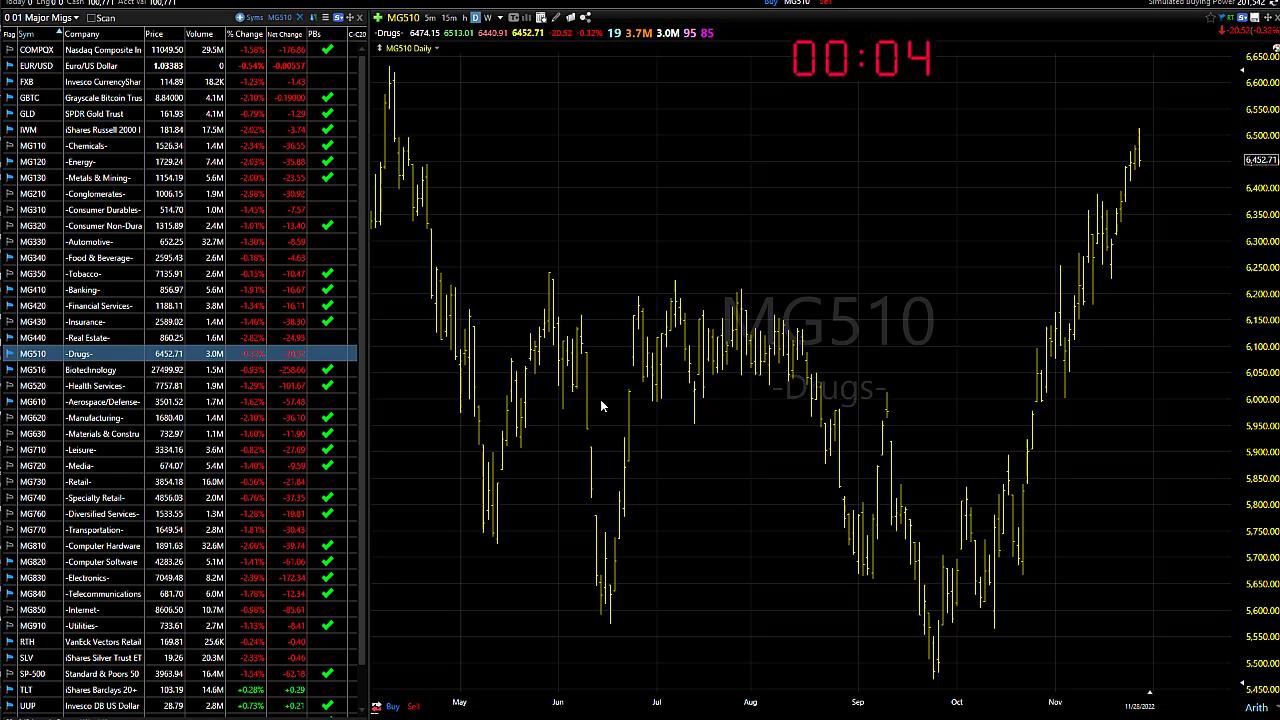 Today 0 Lng0 0 Cash 100,771 Acct Val 100,771
Buy MG510 Sell
Simulated Buying Power 201,542
0 01 Major Migs Scan
Syms MG510
MG510 5m 15m h D W
Flag Sym Company Price Volume % Change Net Change PBs C-C20
-Drugs- 6474.15 6513.01 6440.91 6452.71 -20.52 -0.32% 19 3.7M 3.0M 95 85
-20.52(-0.32%)
MG510 Daily
00:04
COMPQX Nasdaq Composite In 11049.50 29.5M -1.58% -176.86
EUR/USD Euro/US Dollar 1.03383 0 -0.54% -0.00557
FXB Invesco CurrencyShar 114.89 18.2K -1.23% -1.43
GBTC Grayscale Bitcoin Trus 8.84000 4.1M -2.10% -0.19000
GLD SPDR Gold Trust 161.93 4.1M -0.79% -1.29
IWM iShares Russell 2000 I 181.84 17.5M -2.02% -3.74
MG110 -Chemicals- 1526.34 1.4M -2.34% -36.55
MG120 -Energy- 1729.24 7.4M -2.03% -35.88
MG130 -Metals & Mining- 1154.19 5.6M -2.00% -23.55
MG210 -Conglomerates- 1006.15 1.9M -2.98% -30.92
MG310 -Consumer Durables- 514.70 1.0M -1.45% -7.57
MG320 -Consumer Non-Dura 1315.89 2.4M -1.01% -13.40
MG330 -Automotive- 652.25 32.7M -1.30% -8.59
MG340 -Food & Beverage- 2595.43 2.6M -0.18% -4.63
MG350 -Tobacco- 7135.91 2.6M -0.15% -10.47
MG410 -Banking- 856.97 5.6M -1.91% -16.67
MG420 -Financial Services- 1188.11 3.8M -1.34% -16.11
MG430 -Insurance- 2589.02 1.4M -1.46% -38.30
MG440 -Real Estate- 860.25 1.6M -2.82% -24.93
MG510 -Drugs- 6452.71 3.0M -0.32% -20.52
MG516 Biotechnology 27499.92 1.5M -0.93% -258.66
MG520 -Health Services- 7757.81 1.9M -1.29% -101.67
MG610 -Aerospace/Defense- 3501.52 1.7M -1.62% -57.48
MG620 -Manufacturing- 1680.40 1.4M -2.10% -36.10
MG630 -Materials & Constru 732.97 1.1M -1.60% -11.90
MG710 -Leisure- 3334.16 3.6M -0.82% -27.69
MG720 -Media- 674.07 5.4M -1.40% -9.59
MG730 -Retail- 3854.18 16.0M -0.56% -21.84
MG740 -Specialty Retail- 4856.03 2.0M -0.76% -37.35
MG760 -Diversified Services- 1533.55 1.3M -1.28% -19.81
MG770 -Transportation- 1649.54 2.8M -1.81% -30.43
MG810 -Computer Hardware 1891.63 32.6M -2.06% -39.74
MG820 -Computer Software 4283.26 5.1M -1.41% -61.06
MG830 -Electronics- 7049.48 8.2M -2.39% -172.34
MG840 -Telecommunications 681.70 6.0M -1.78% -12.34
MG850 -Internet- 8606.50 10.7M -0.98% -85.61
MG910 -Utilities- 733.61 2.7M -1.13% -8.41
RTH VanEck Vectors Retail 169.81 25.6K -0.24% -0.40
SLV iShares Silver Trust ET 19.26 20.3M -2.33% -0.46
SP-500 Standard & Poors 50 3963.94 16.4M -1.54% -62.18
TLT iShares Barclays 20+ 103.19 14.6M +0.28% +0.29
UUP Invesco DB US Dollar 28.79 2.8M +0.73% +0.21
MG510
-Drugs-
6,650.00
6,600.00
6,550.00
6,500.00
6,452.71
6,400.00
6,350.00
6,300.00
6,250.00
6,200.00
6,150.00
6,100.00
6,050.00
6,000.00
5,950.00
5,900.00
5,850.00
5,800.00
5,750.00
5,700.00
5,650.00
5,600.00
5,550.00
5,500.00
5,450.00
May Jun Jul Aug Sep Oct Nov
Buy Sell
11/28/2022
Arith